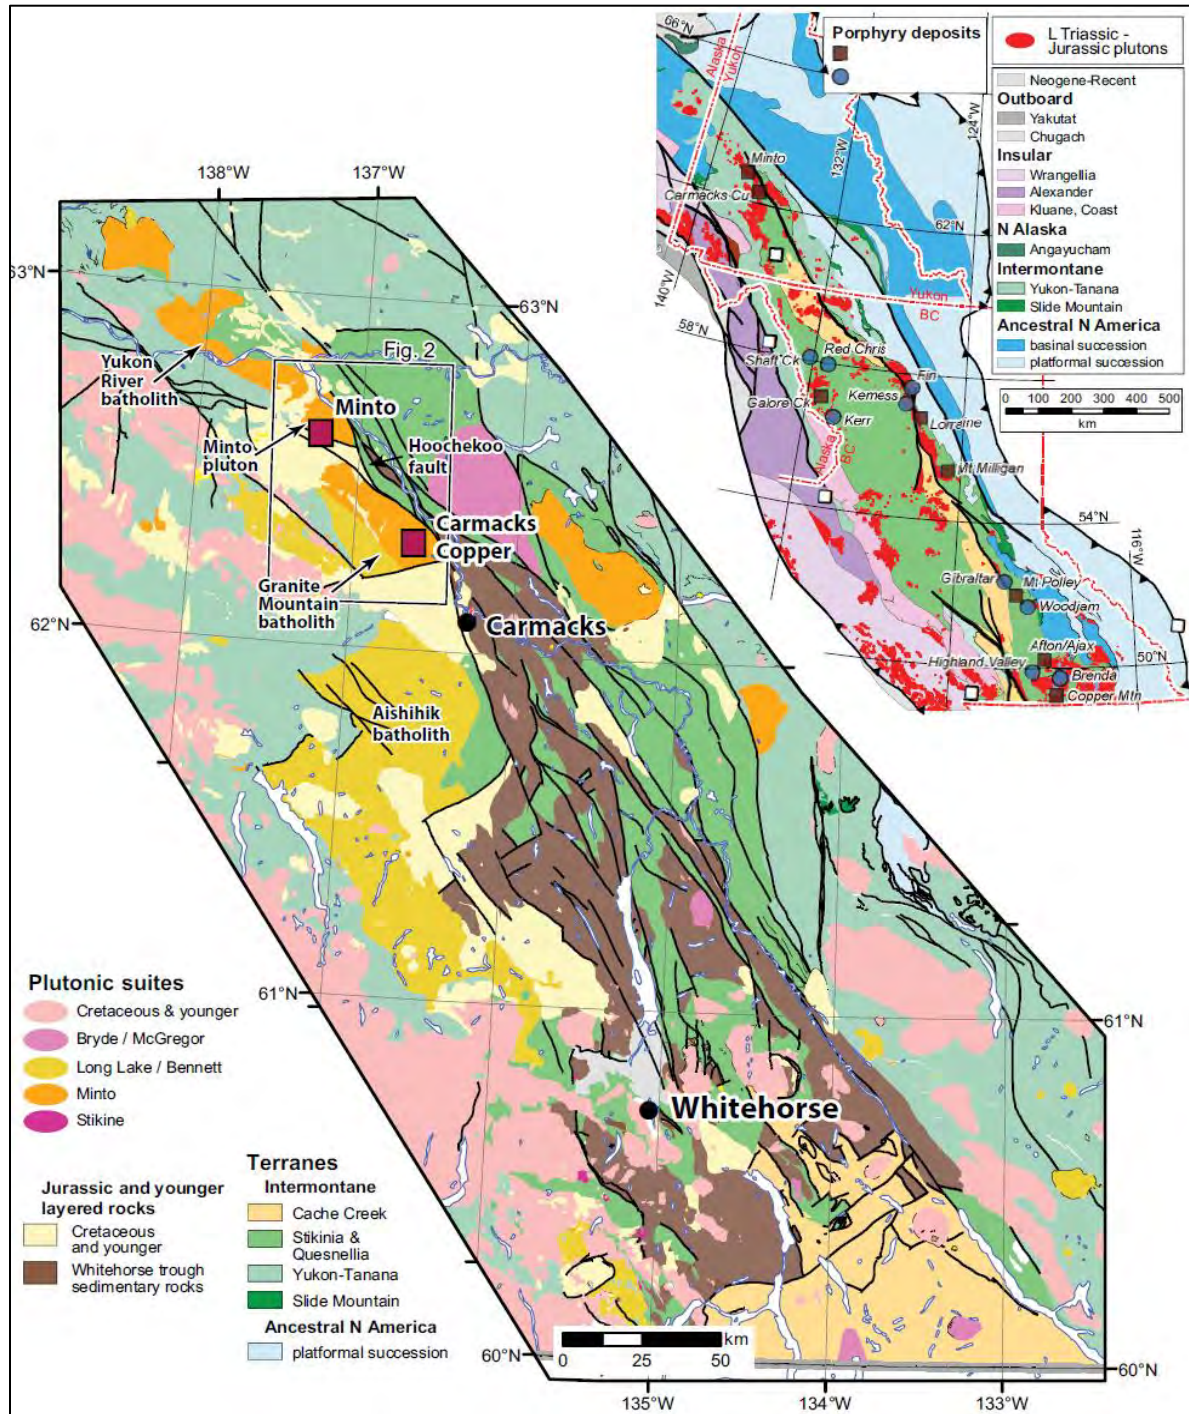 66°N
Alaska
Yukon
Porphyry deposits
L Triassic -
Jurassic plutons
Neogene-Recent
Outboard
Yakutat
Chugach
Insular
Wrangellia
Alexander
Kluane, Coast
N Alaska
Angayucham
Intermontane
Yukon-Tanana
Slide Mountain
Ancestral N America
basinal succession
platformal succession
0 100 200 300 400 500
km
124°W
132°W
Minto
Carmacks Cu
62°N
140°W
Yukon
BC
58°N
Shaft Ck
Red Chris
Fin
Galore Ck
Kemess
Kerr
Lorraine
Alaska
BC
Mt Milligan
54°N
116°W
Gibraltar
Mt Polley
Woodjam
Afton/Ajax
Highland Valley
50°N
Brenda
Copper Mtn
138°W
137°W
63°N
63°N
Fig. 2
Yukon
River
batholith
Minto
Minto
pluton
Hoochekoo
fault
Carmacks
Copper
Granite
Mountain
batholith
62°N
Carmacks
Aishihik
batholith
61°N
61°N
Whitehorse
Plutonic suites
Cretaceous & younger
Bryde / McGregor
Long Lake / Bennett
Minto
Stikine
Jurassic and younger
layered rocks
Cretaceous
and younger
Whitehorse trough
sedimentary rocks
Terranes
Intermontane
Cache Creek
Stikinia &
Quesnellia
Yukon-Tanana
Slide Mountain
Ancestral N America
platformal succession
km
0 25 50
60°N
60°N
135°W
134°W
133°W